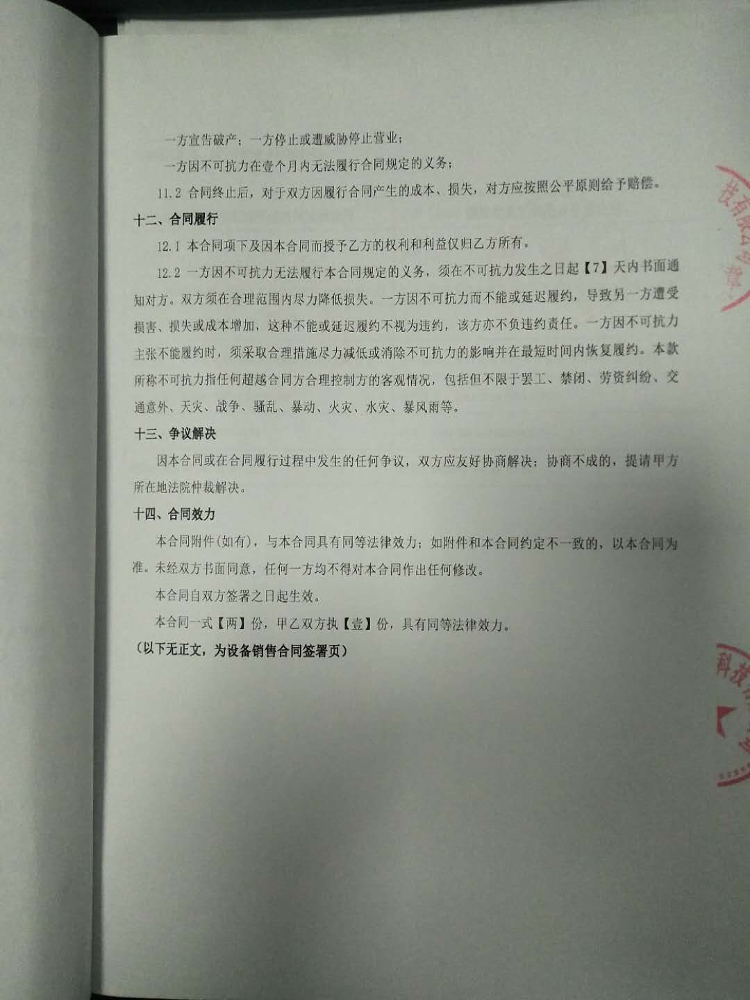 一方宣告破产；一方停止或遭威胁停止营业；
一方因不可抗力在壹个月内无法履行合同规定的义务；
11.2 合同终止后，对于双方因履行合同产生的成本、损失，对方应按照公平原则给予赔偿。
十二、合同履行
12.1 本合同项下及因本合同而授予乙方的权利和利益仅归乙方所有。
12.2 一方因不可抗力无法履行本合同规定的义务，须在不可抗力发生之日起【7】天内书面通
知对方。双方须在合理范围内尽力降低损失。一方因不可抗力而不能或延迟履约，导致另一方遭受
损害、损失或成本增加，这种不能或延迟履约不视为违约，该方亦不负违约责任。一方因不可抗力
主张不能履约时，须采取合理措施尽力减低或消除不可抗力的影响并在最短时间内恢复履约。本款
所称不可抗力指任何超越合同方合理控制方的客观情况，包括但不限于罢工、禁闭、劳资纠纷、交
通意外、天灾、战争、骚乱、暴动、火灾、水灾、暴风雨等。
十三、争议解决
因本合同或在合同履行过程中发生的任何争议，双方应友好协商解决；协商不成的，提请甲方
所在地法院仲裁解决。
十四、合同效力
本合同附件(如有)，与本合同具有同等法律效力；如附件和本合同约定不一致的，以本合同为
准。未经双方书面同意，任何一方均不得对本合同作出任何修改。
本合同自双方签署之日起生效。
本合同一式【两】份，甲乙双方执【壹】份，具有同等法律效力。
（以下无正文，为设备销售合同签署页）
技有限公司
章
科技